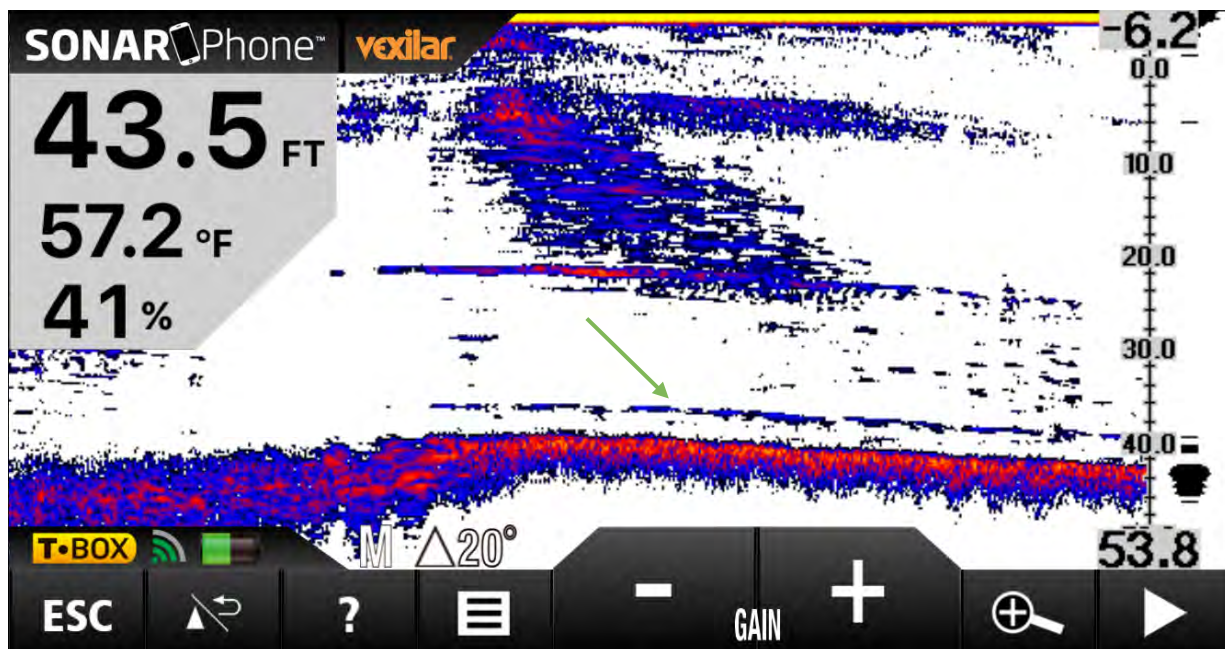 SONAR Phone™ vexilar.
43.5 FT
57.2 °F
41%
-6.2
0.0
10.0
20.0
30.0
40.0
53.8
T•BOX
M △20°
ESC
?
- GAIN +